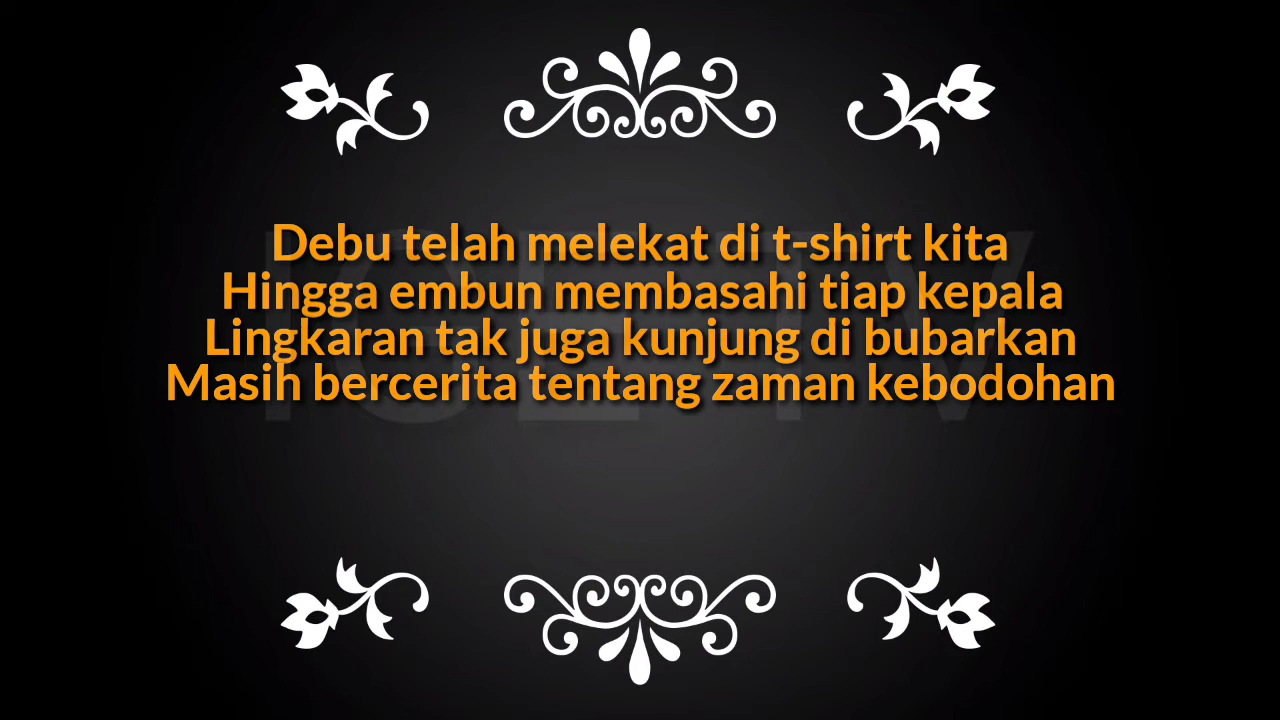 Debu telah melekat di t-shirt kita
Hingga embun membasahi tiap kepala
Lingkaran tak juga kunjung di bubarkan
Masih bercerita tentang zaman kebodohan